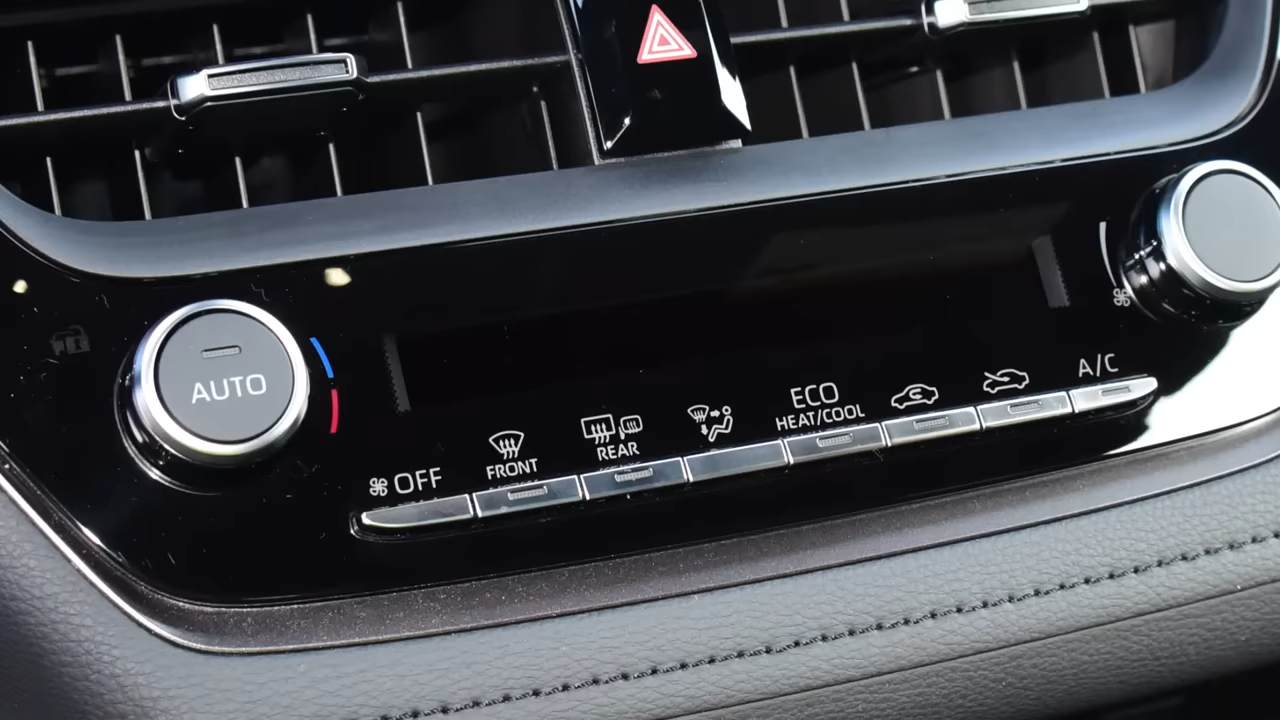 AUTO
OFF
FRONT
REAR
ECO
HEAT/COOL
A/C